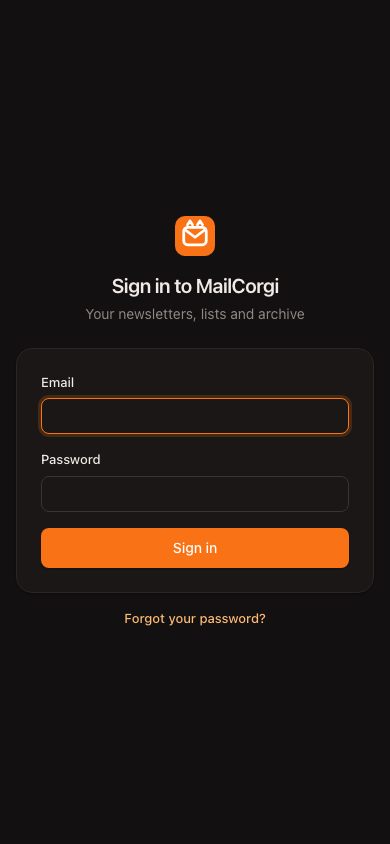 Sign in to MailCorgi
Your newsletters, lists and archive
Email
Password
Sign in
Forgot your password?